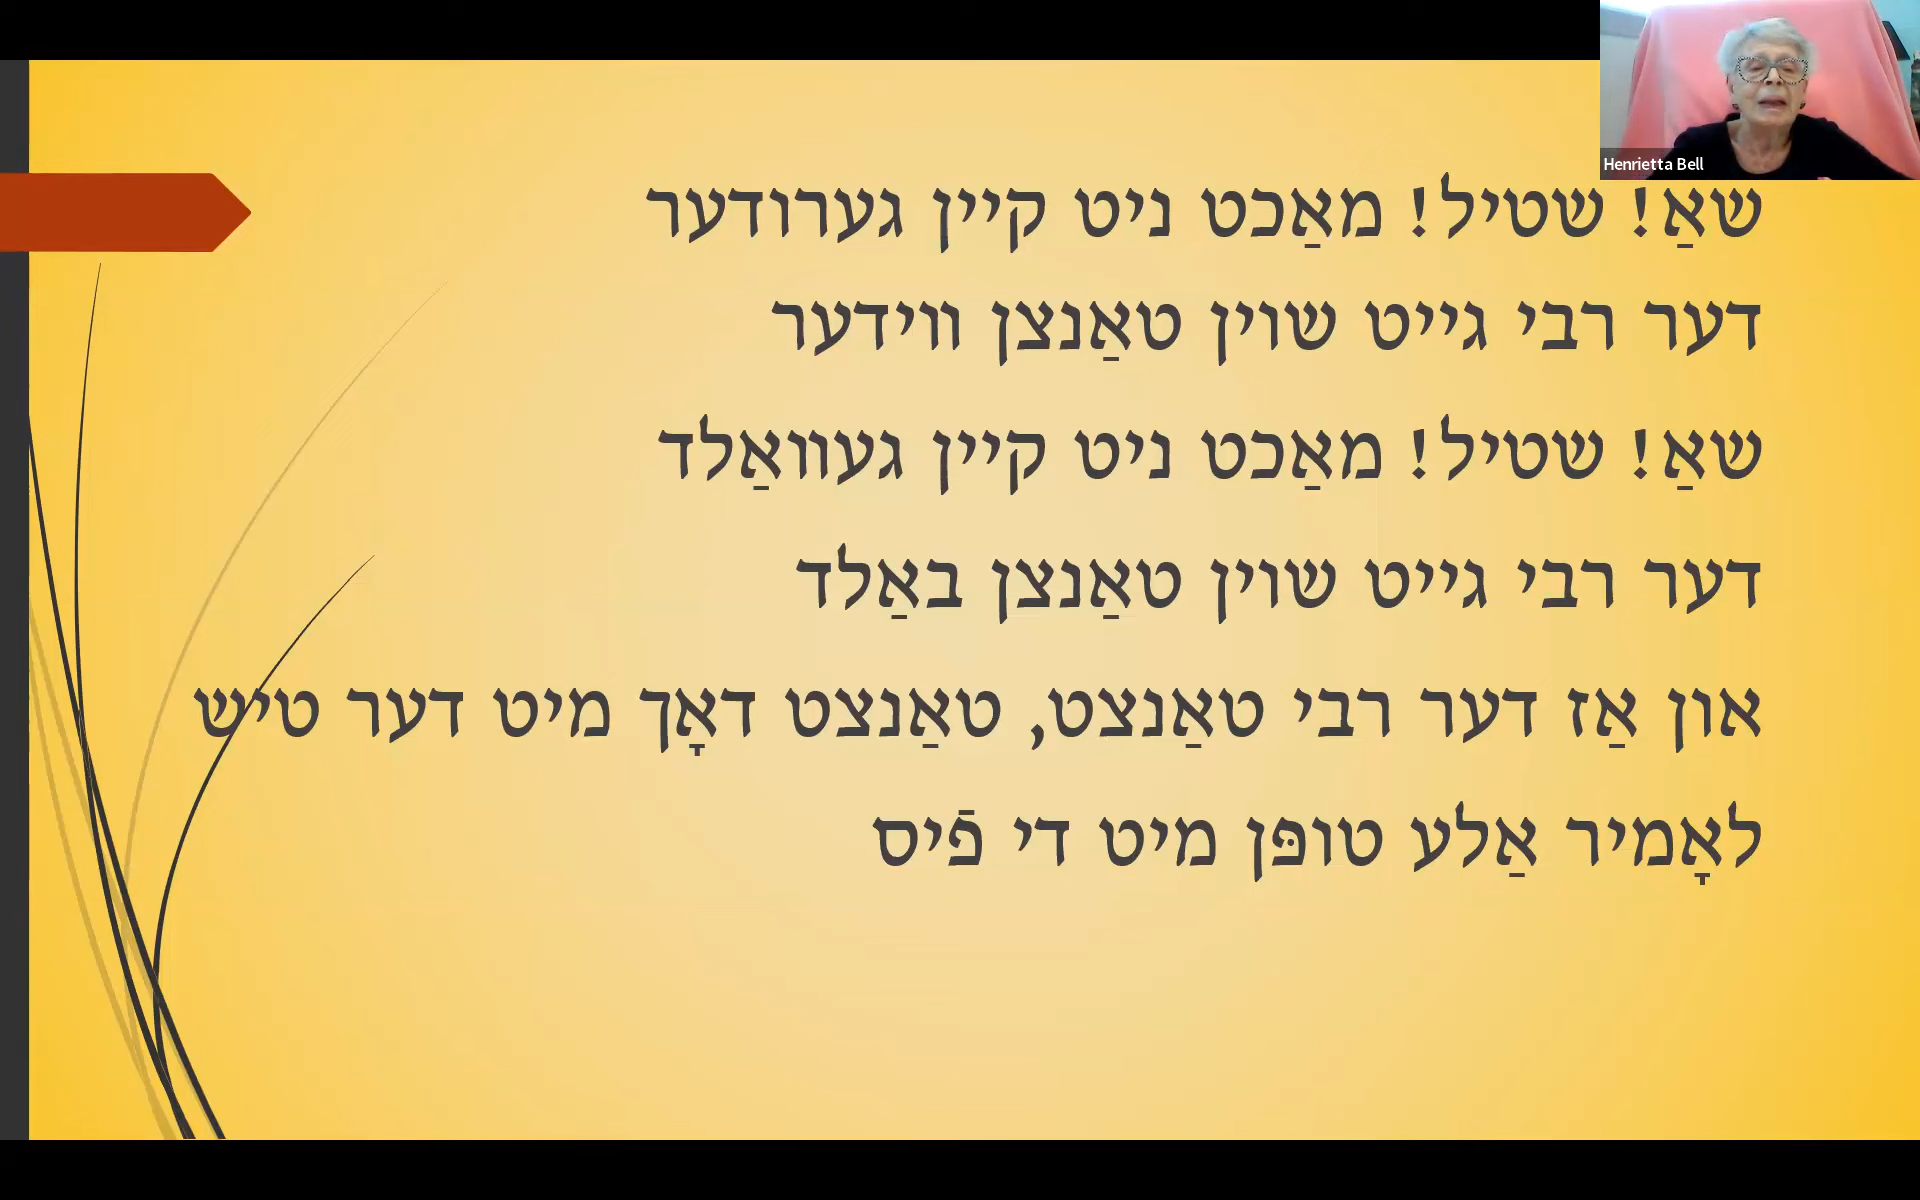 Henrietta Bell
שאַ! שטיל! מאַכט ניט קיין גערודער
דער רבי גייט שוין טאַנצן ווידער
שאַ! שטיל! מאַכט ניט קיין געוואַלד
דער רבי גייט שוין טאַנצן באַלד
און אַז דער רבי טאַנצט, טאַנצט דאָך מיט דער טיש
לאָמיר אַלע טופּן מיט די פֿיס